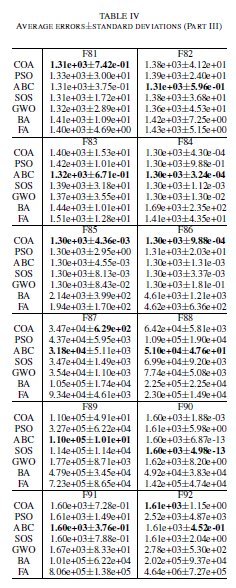 TABLE IV
AVERAGE ERRORS±STANDARD DEVIATIONS (PART III)
F81 F82
COA 1.31e+03±7.42e-01 1.38e+03±4.12e+01
PSO 1.33e+03±3.00e+01 1.39e+03±2.40e+01
ABC 1.31e+03±3.75e-01 1.31e+03±5.96e-01
SOS 1.31e+03±1.72e+01 1.38e+03±3.68e+01
GWO 1.32e+03±2.89e+01 1.36e+03±4.53e+01
BA 1.41e+03±1.09e+01 1.42e+03±7.25e+00
FA 1.40e+03±4.69e+00 1.43e+03±5.15e+00
F83 F84
COA 1.40e+03±1.53e+01 1.30e+03±4.30e-04
PSO 1.42e+03±1.01e+01 1.30e+03±9.88e-01
ABC 1.32e+03±6.71e-01 1.30e+03±3.24e-04
SOS 1.39e+03±3.18e+01 1.30e+03±1.12e-03
GWO 1.37e+03±3.55e+01 1.30e+03±1.30e-02
BA 1.44e+03±1.01e+01 1.69e+03±2.35e+02
FA 1.51e+03±1.28e+01 1.41e+03±4.35e+01
F85 F86
COA 1.30e+03±4.36e-03 1.30e+03±9.88e-04
PSO 1.30e+03±2.95e+00 1.31e+03±2.03e+01
ABC 1.30e+03±4.55e-03 1.30e+03±1.31e-03
SOS 1.30e+03±8.13e-03 1.30e+03±3.37e-03
GWO 1.30e+03±8.43e-02 1.30e+03±1.81e-01
BA 2.14e+03±3.99e+02 4.61e+03±1.21e+03
FA 1.94e+03±1.70e+02 4.62e+03±6.36e+02
F87 F88
COA 3.47e+04±6.29e+02 6.42e+04±5.81e+03
PSO 4.37e+04±5.95e+03 1.09e+05±1.90e+04
ABC 3.18e+04±5.11e+03 5.10e+04±4.76e+01
SOS 3.47e+04±1.49e+03 6.99e+04±9.20e+03
GWO 3.54e+04±1.10e+03 7.74e+04±5.08e+03
BA 1.05e+05±1.74e+04 2.25e+05±2.25e+04
FA 9.34e+04±4.61e+03 2.30e+05±1.49e+04
F89 F90
COA 1.10e+05±4.91e+01 1.60e+03±1.88e-03
PSO 3.27e+05±6.22e+04 1.61e+03±5.98e+00
ABC 1.10e+05±1.01e+01 1.60e+03±6.87e-13
SOS 1.14e+05±1.14e+04 1.60e+03±4.98e-13
GWO 1.77e+05±8.71e+03 1.62e+03±8.20e+00
BA 4.79e+05±3.45e+04 4.92e+04±3.83e+04
FA 7.23e+05±8.65e+04 1.42e+05±4.74e+04
F91 F92
COA 1.60e+03±7.28e-01 1.61e+03±1.15e+00
PSO 1.61e+03±1.49e+01 2.52e+03±4.87e+03
ABC 1.60e+03±3.76e-01 1.61e+03±4.52e-01
SOS 1.60e+03±7.88e-01 1.61e+03±2.04e+00
GWO 1.67e+03±8.33e+01 2.78e+03±5.30e+02
BA 1.01e+05±6.22e+04 2.02e+05±9.37e+04
FA 8.06e+05±1.38e+05 4.64e+06±7.27e+05